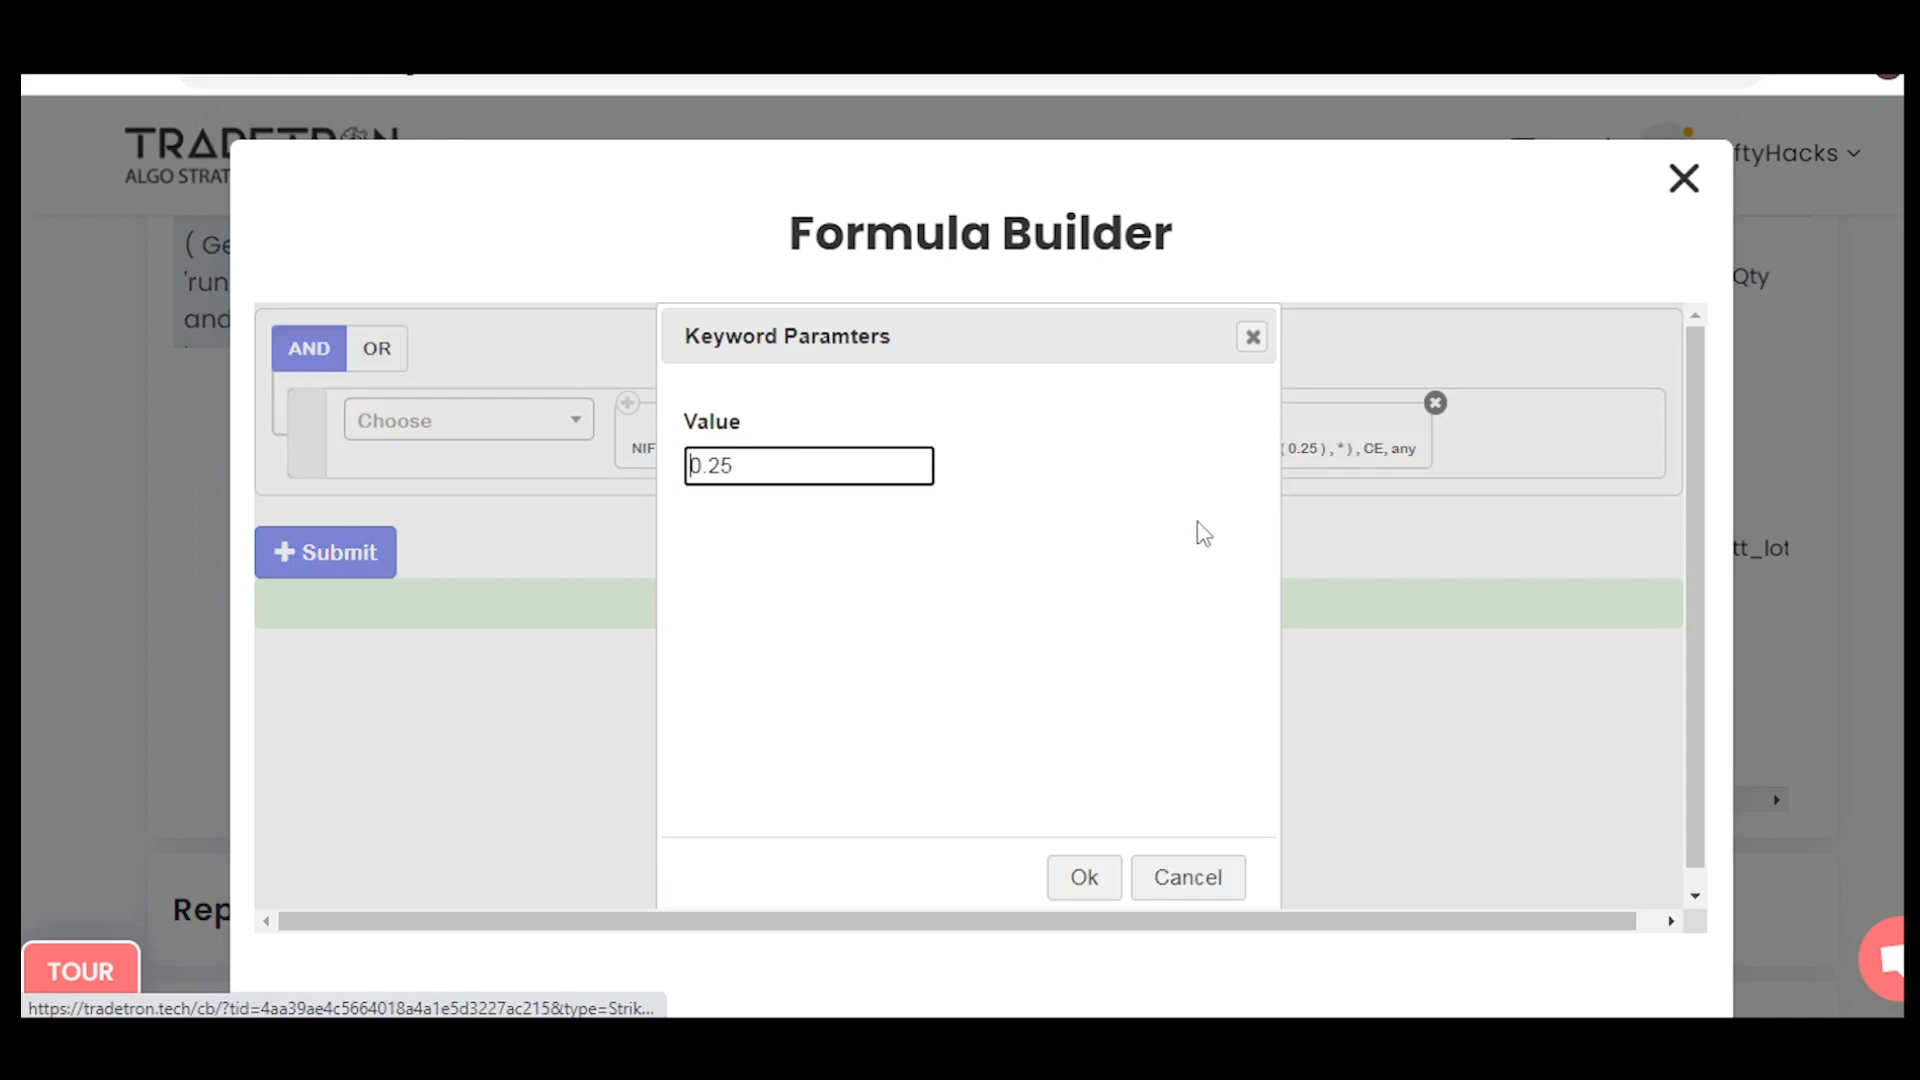 TRADETRON
ALGO STRAT
ftyHacks
Formula Builder
( Ge
'run
and
Qty
Keyword Paramters
AND OR
Choose
NIF
Value
0.25
( 0.25 ) , * ) , CE, any
Submit
tt_lot
Ok Cancel
Rep
TOUR
https://tradetron.tech/cb/?tid=4aa39ae4c5664018a4a1e5d3227ac215&type=Strik...